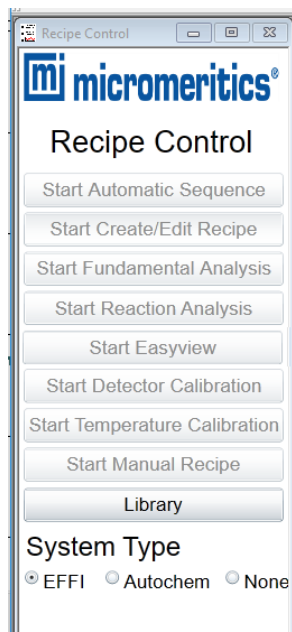 Recipe Control
mi micromeritics®
Recipe Control
Start Automatic Sequence
Start Create/Edit Recipe
Start Fundamental Analysis
Start Reaction Analysis
Start Easyview
Start Detector Calibration
Start Temperature Calibration
Start Manual Recipe
Library
System Type
EFFI Autochem None